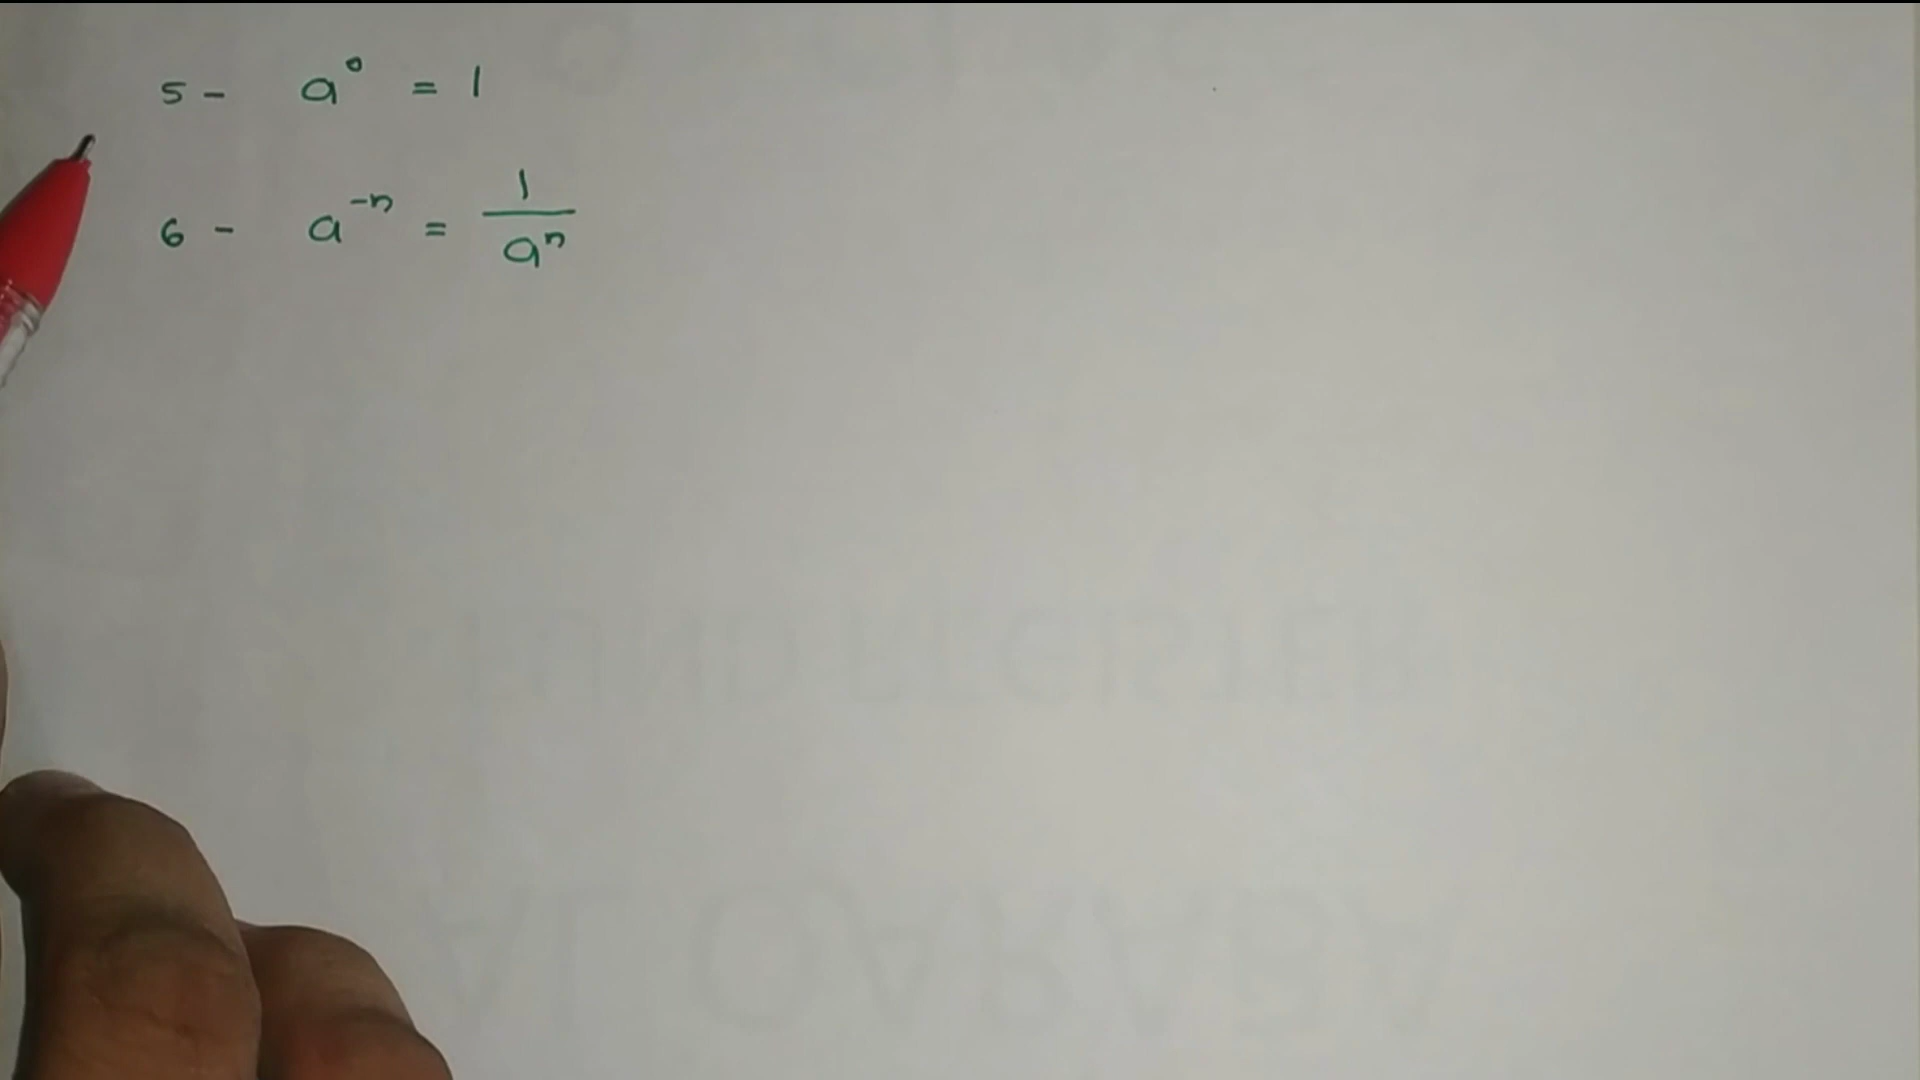 5 - a⁰ = 1
6 - a⁻ⁿ = 1/aⁿ